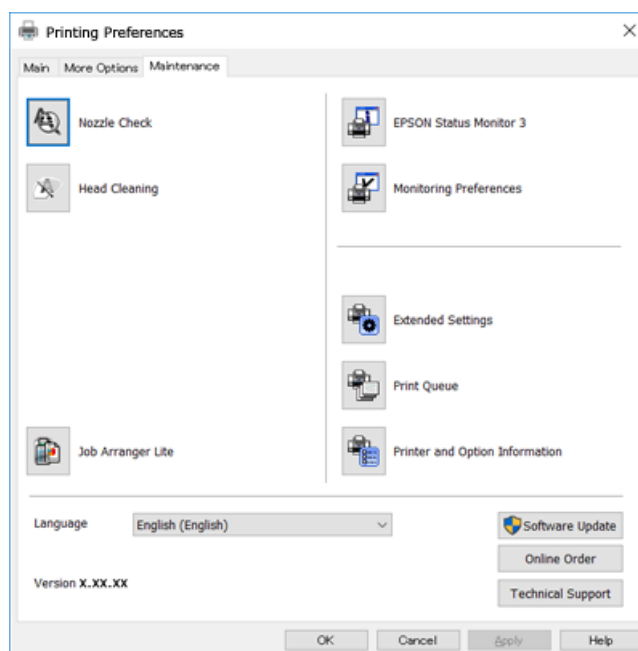 Printing Preferences
Main More Options Maintenance
Nozzle Check
EPSON Status Monitor 3
Head Cleaning
Monitoring Preferences
Extended Settings
Print Queue
Job Arranger Lite
Printer and Option Information
Language English (English)
Software Update
Online Order
Version X.XX.XX
Technical Support
OK Cancel Apply Help